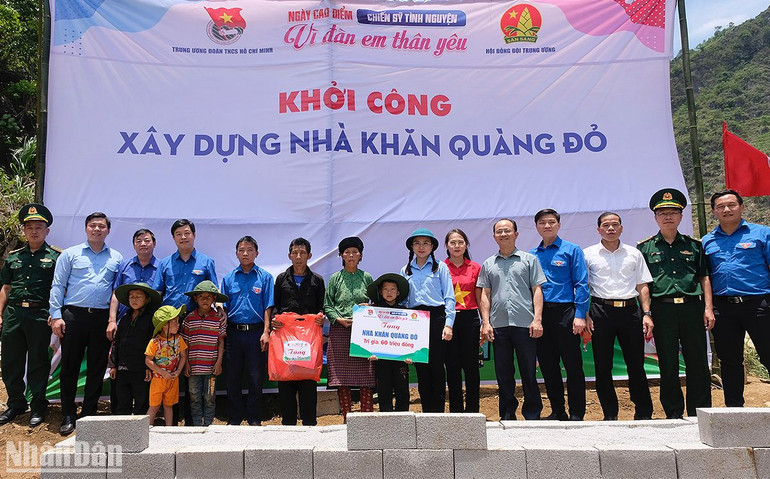 NGÀY CAO ĐIỂM CHIẾN SỸ TÌNH NGUYỆN
Vì đàn em thân yêu
TRUNG ƯƠNG ĐOÀN TNCS HỒ CHÍ MINH
SẴN SÀNG
HỘI ĐỒNG ĐỘI TRUNG ƯƠNG
KHỞI CÔNG
XÂY DỰNG NHÀ KHĂN QUÀNG ĐỎ
Tặng
Tặng
NHÀ KHĂN QUÀNG ĐỎ
Trị giá: 60 triệu đồng
NhânDân